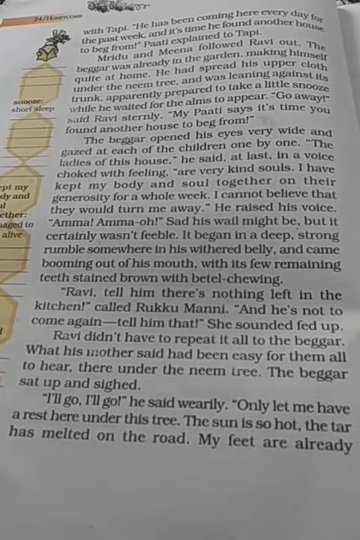 24/HONEYCOMB
with Tapi. "He has been coming here every day for
the past week, and it's time he found another house
to beg from!" Paati explained to Tapi.
Mridu and Meena followed Ravi out. The
beggar was already in the garden, making himself
quite at home. He had spread his upper cloth
under the neem tree, and was leaning against its
trunk, apparently prepared to take a little snooze
while he waited for the alms to appear. "Go away!"
said Ravi sternly. "My Paati says it's time you
found another house to beg from!"
The beggar opened his eyes very wide and
gazed at each of the children one by one. "The
ladies of this house," he said, at last, in a voice
choked with feeling, "are very kind souls. I have
kept my body and soul together on their
generosity for a whole week. I cannot believe that
they would turn me away." He raised his voice.
"Amma! Amma-oh!" Sad his wail might be, but it
certainly wasn't feeble. It began in a deep, strong
rumble somewhere in his withered belly, and came
booming out of his mouth, with its few remaining
teeth stained brown with betel-chewing.
"Ravi, tell him there's nothing left in the
kitchen!" called Rukku Manni. "And he's not to
come again—tell him that!" She sounded fed up.
Ravi didn't have to repeat it all to the beggar.
What his mother said had been easy for them all
to hear, there under the neem tree. The beggar
sat up and sighed.
"I'll go, I'll go!" he said wearily. "Only let me have
a rest here under this tree. The sun is so hot, the tar
has melted on the road. My feet are already
snooze:
short sleep
ept my
dy and
ul
ether:
naged to
alive